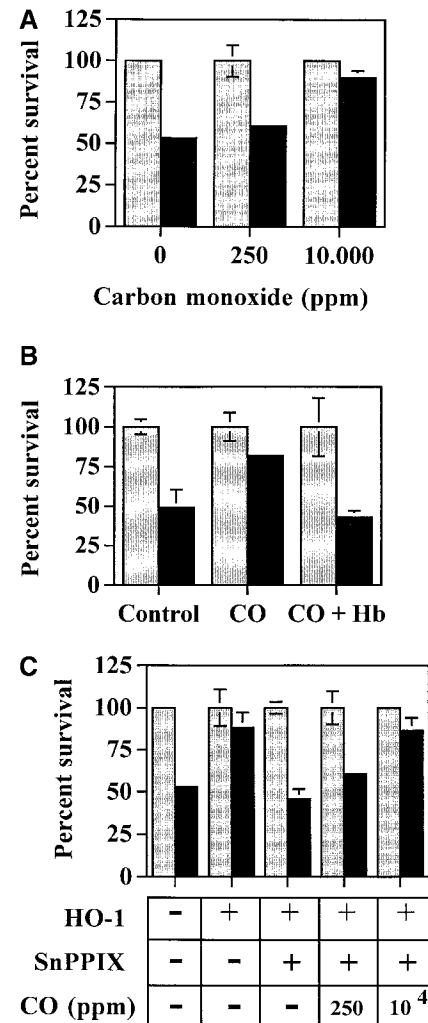 A
Percent survival
125
100
75
50
25
0
0 250 10.000
Carbon monoxide (ppm)
B
Percent survival
125
100
75
50
25
0
Control CO CO + Hb
C
Percent survival
125
100
75
50
25
0
HO-1 - + + + +
SnPPIX - - + + +
CO (ppm) - - - 250 10⁴